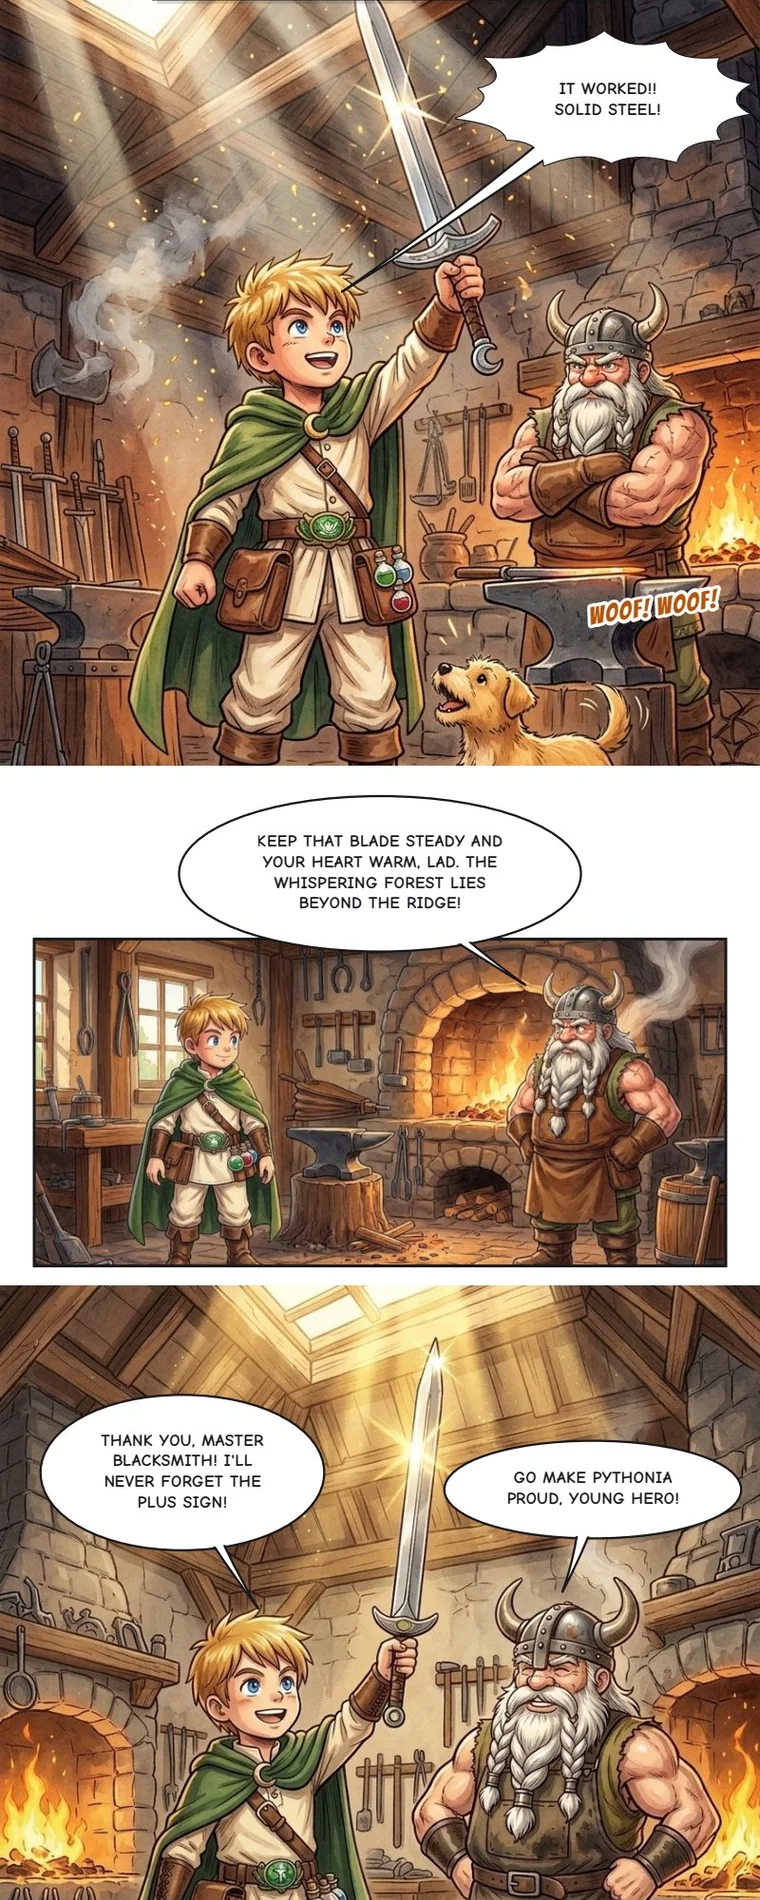 IT WORKED!!
SOLID STEEL!
WOOF! WOOF!
KEEP THAT BLADE STEADY AND
YOUR HEART WARM, LAD. THE
WHISPERING FOREST LIES
BEYOND THE RIDGE!
THANK YOU, MASTER
BLACKSMITH! I'LL
NEVER FORGET THE
PLUS SIGN!
GO MAKE PYTHONIA
PROUD, YOUNG HERO!